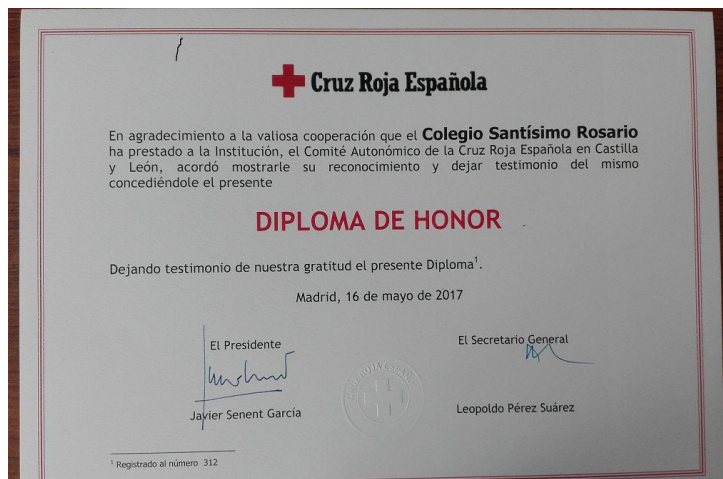 Cruz Roja Española
En agradecimiento a la valiosa cooperación que el Colegio Santísimo Rosario
ha prestado a la Institución, el Comité Autonómico de la Cruz Roja Española en Castilla
y León, acordó mostrarle su reconocimiento y dejar testimonio del mismo
concediéndole el presente
DIPLOMA DE HONOR
Dejando testimonio de nuestra gratitud el presente Diploma¹.
Madrid, 16 de mayo de 2017
El Presidente
El Secretario General
CRUZ ROJA ESPAÑOLA
Javier Senent García
Leopoldo Pérez Suárez
¹ Registrado al número 312